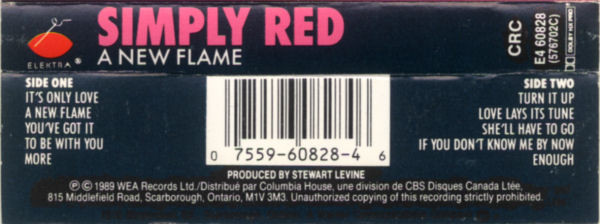 SIMPLY RED
A NEW FLAME
ELEKTRA ®
CRC
E4 60828
(576702C)
DOLBY HX PRO
SIDE ONE
IT'S ONLY LOVE
A NEW FLAME
YOU'VE GOT IT
TO BE WITH YOU
MORE
0 7559-60828-4 6
SIDE TWO
TURN IT UP
LOVE LAYS ITS TUNE
SHE'LL HAVE TO GO
IF YOU DON'T KNOW ME BY NOW
ENOUGH
PRODUCED BY STEWART LEVINE
℗ © 1989 WEA Records Ltd./Distribué par Columbia House, une division de CBS Disques Canada Ltée,
815 Middlefield Road, Scarborough, Ontario, M1V 3M3. Unauthorized copying of this recording strictly prohibited.